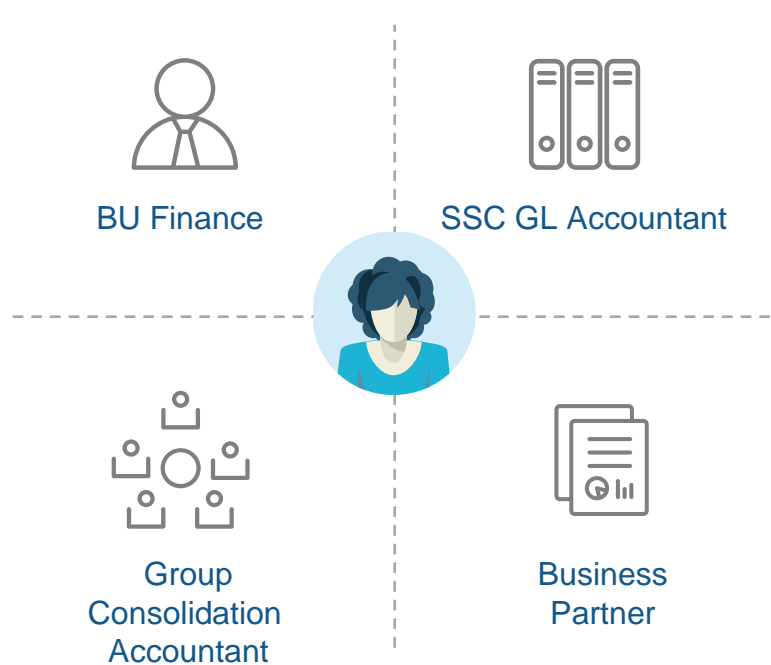 BU Finance
SSC GL Accountant
Group
Consolidation
Accountant
Business
Partner